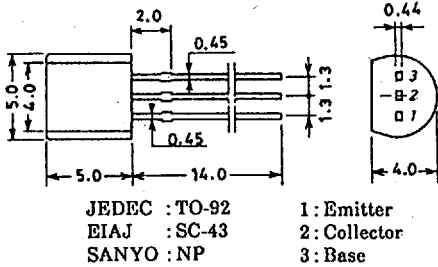 2.0
0.44
0.45
5.0
4.0
1.3
1.3
3
2
1
0.45
5.0
14.0
4.0
JEDEC : TO-92
EIAJ : SC-43
SANYO : NP
1 : Emitter
2 : Collector
3 : Base